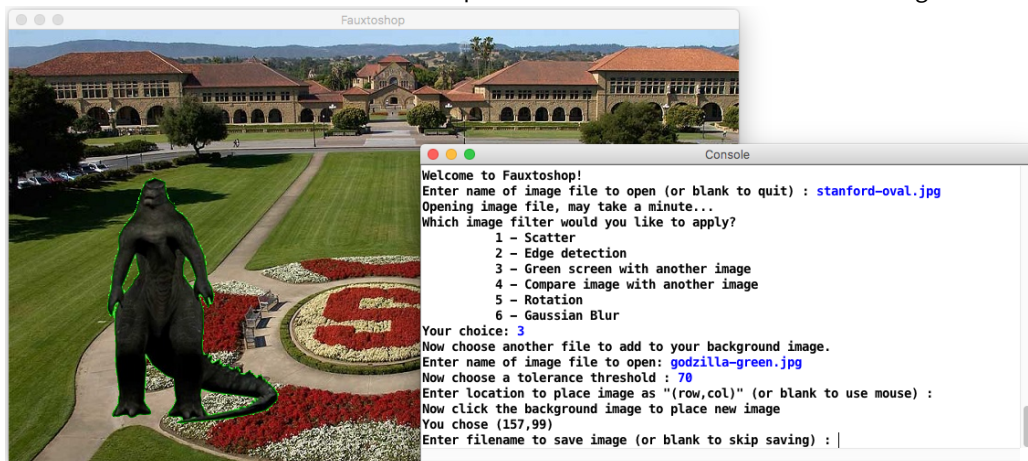 Fauxtoshop
Console
Welcome to Fauxtoshop!
Enter name of image file to open (or blank to quit) : stanford-oval.jpg
Opening image file, may take a minute...
Which image filter would you like to apply?
1 – Scatter
2 – Edge detection
3 – Green screen with another image
4 – Compare image with another image
5 – Rotation
6 – Gaussian Blur
Your choice: 3
Now choose another file to add to your background image.
Enter name of image file to open: godzilla-green.jpg
Now choose a tolerance threshold : 70
Enter location to place image as "(row,col)" (or blank to use mouse) :
Now click the background image to place new image
You chose (157,99)
Enter filename to save image (or blank to skip saving) :